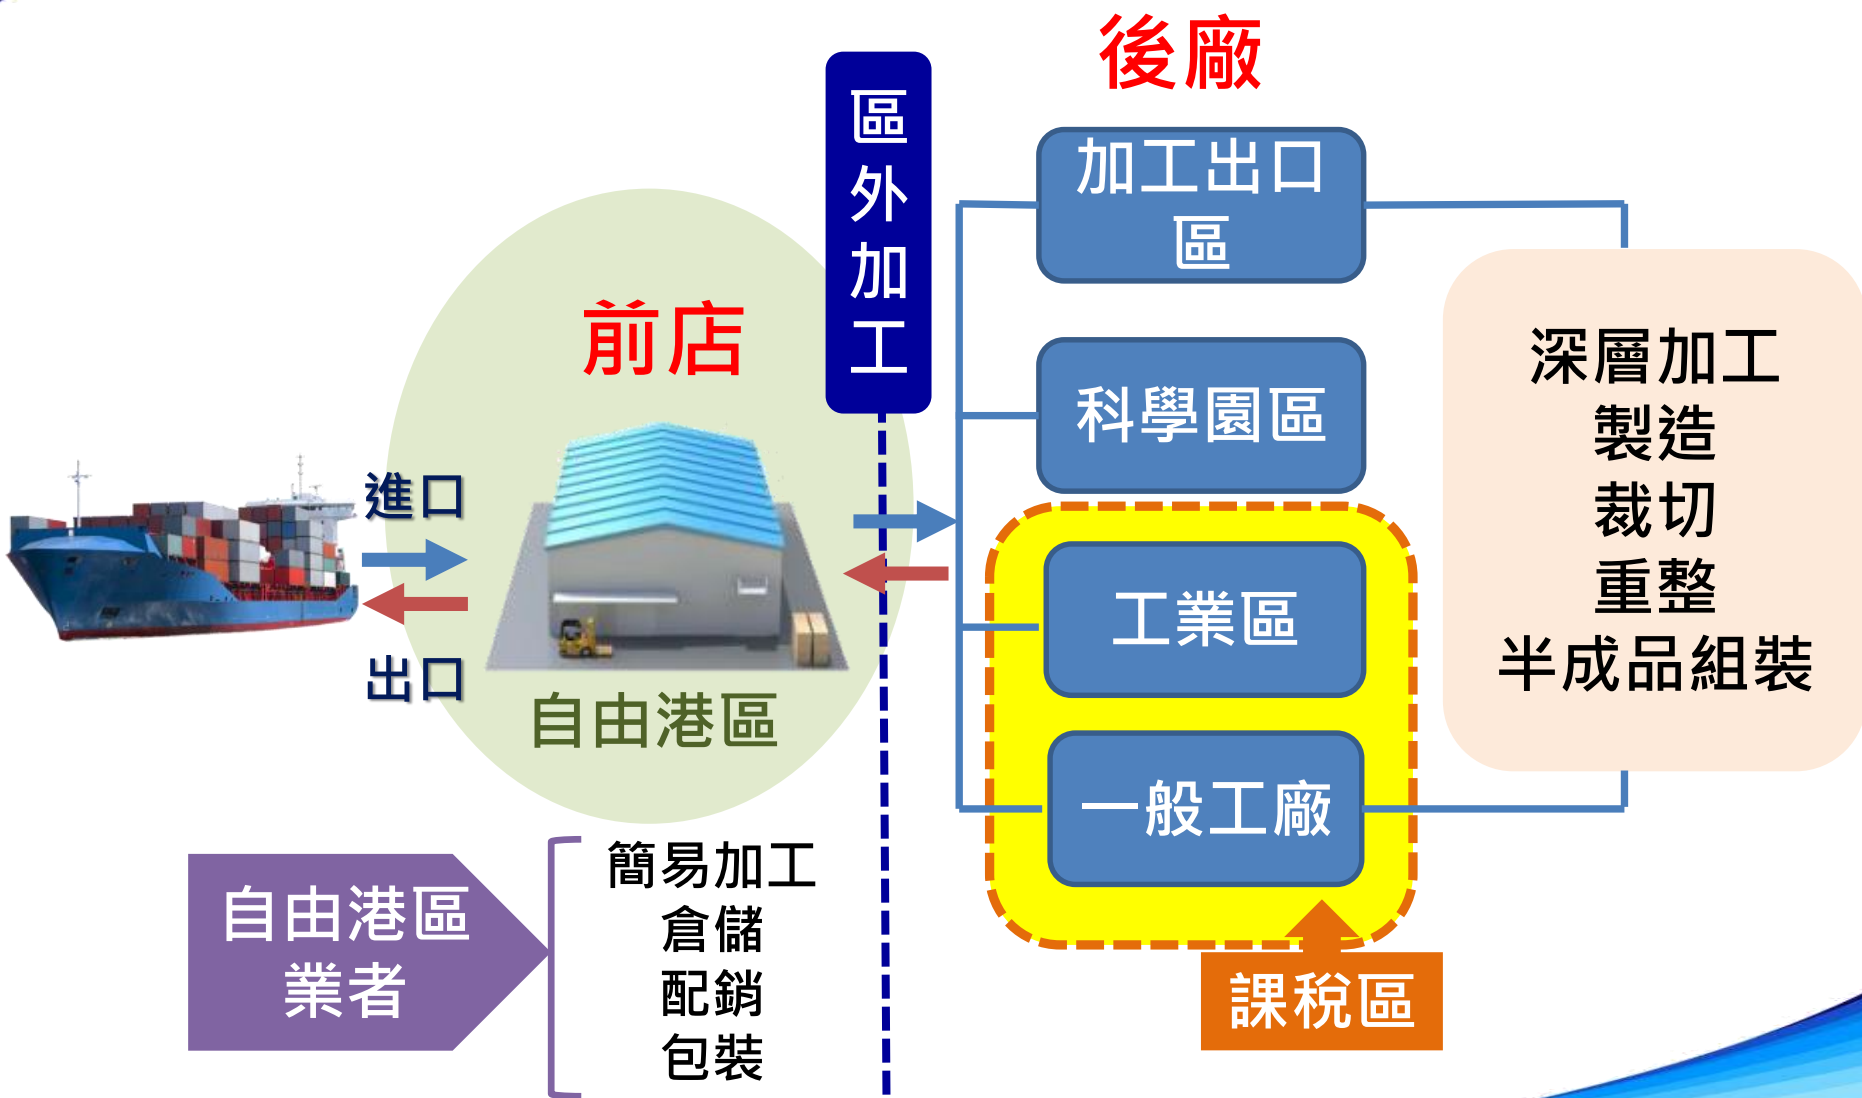 後廠
區
外
加
工
加工出口
區
前店
科學園區
深層加工
製造
裁切
重整
半成品組裝
進口
出口
工業區
自由港區
一般工廠
自由港區
業者
簡易加工
倉儲
配銷
包裝
課稅區